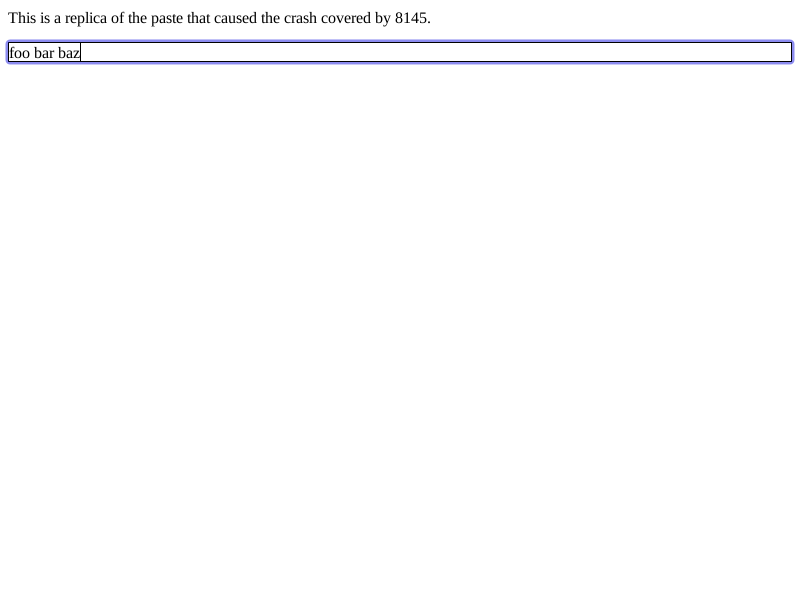 This is a replica of the paste that caused the crash covered by 8145.
foo bar baz